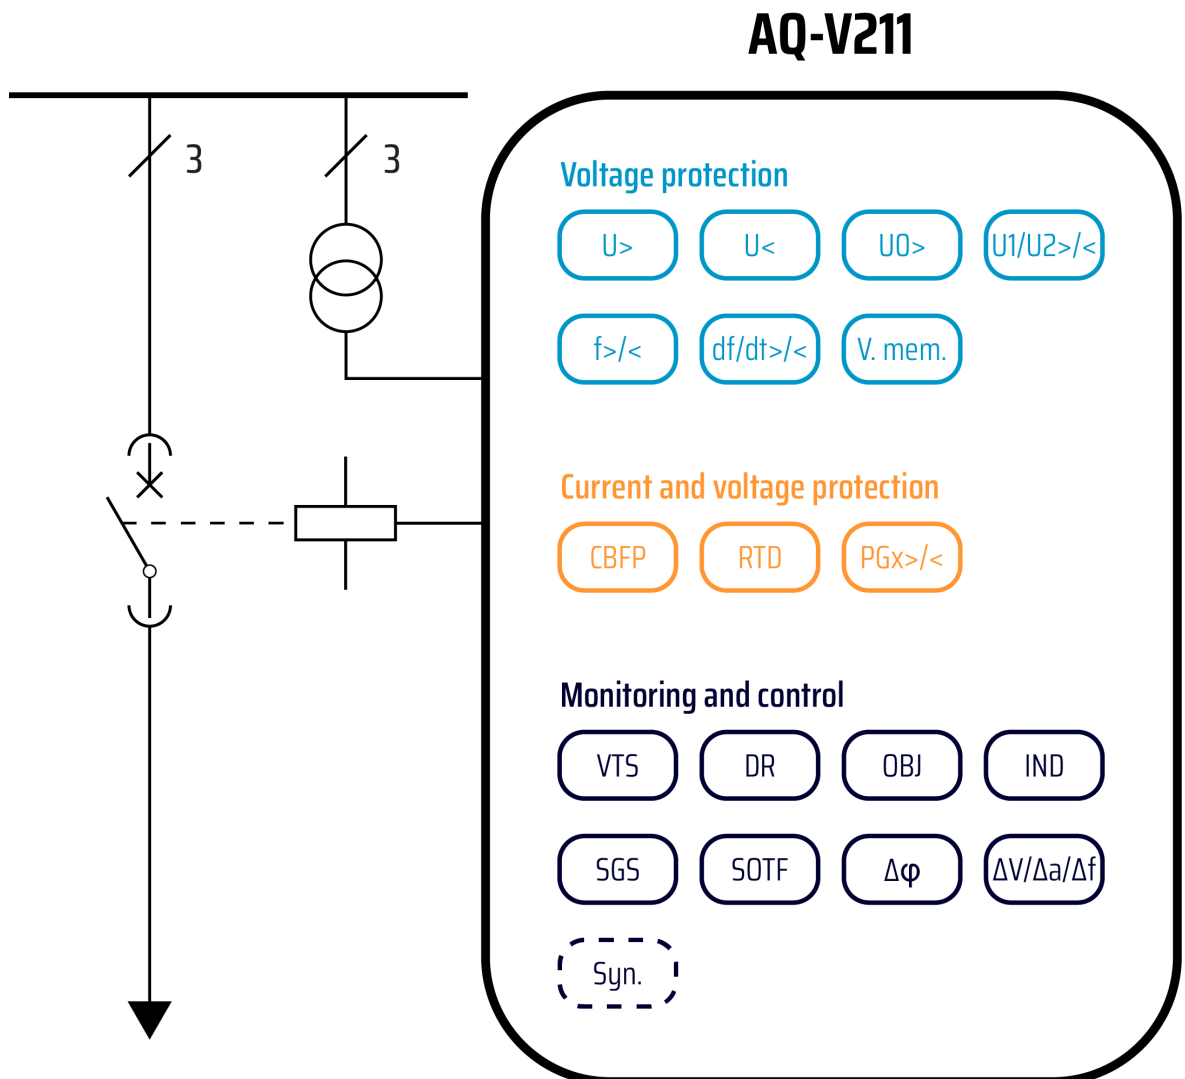 AQ-V211
3
3
Voltage protection
U>
U<
U0>
U1/U2>/<
f>/<
df/dt>/<
V. mem.
Current and voltage protection
CBFP
RTD
PGx>/<
Monitoring and control
VTS
DR
OBJ
IND
SGS
SOTF
Δφ
ΔV/Δa/Δf
Syn.